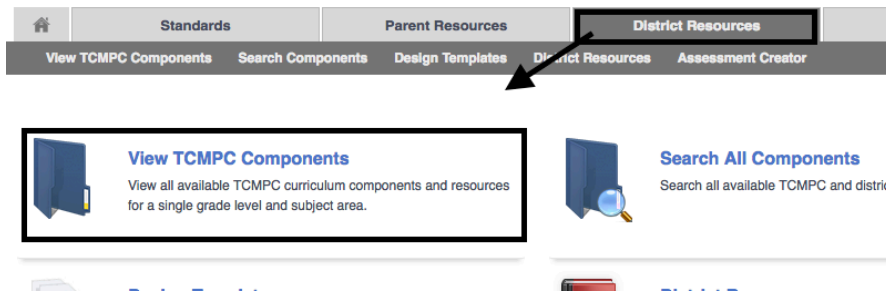 Standards Parent Resources District Resources
View TCMPC Components Search Components Design Templates District Resources Assessment Creator
View TCMPC Components
View all available TCMPC curriculum components and resources
for a single grade level and subject area.
Search All Components
Search all available TCMPC and